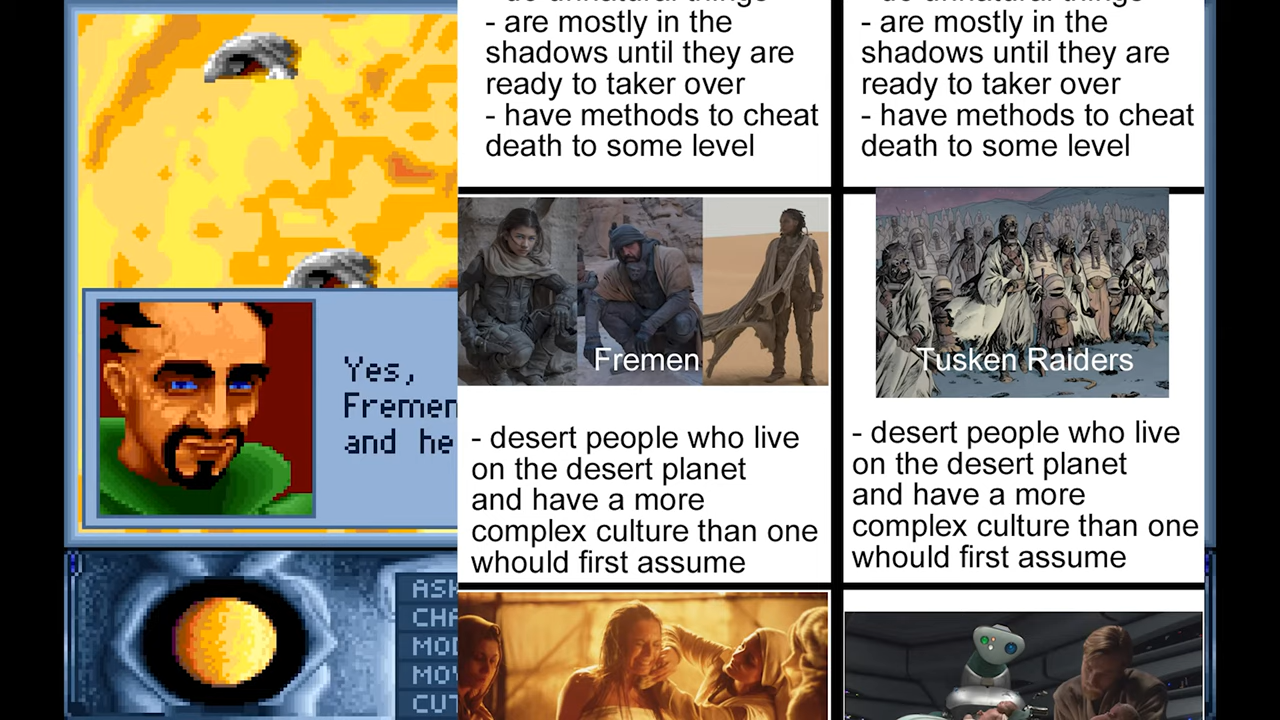 - are mostly in the
shadows until they are
ready to taker over
- have methods to cheat
death to some level
- are mostly in the
shadows until they are
ready to taker over
- have methods to cheat
death to some level
Fremen
Tusken Raiders
Yes,
Fremen
and he
- desert people who live
on the desert planet
and have a more
complex culture than one
whould first assume
- desert people who live
on the desert planet
and have a more
complex culture than one
whould first assume
ASK
CHA
MOD
MOV
CUT